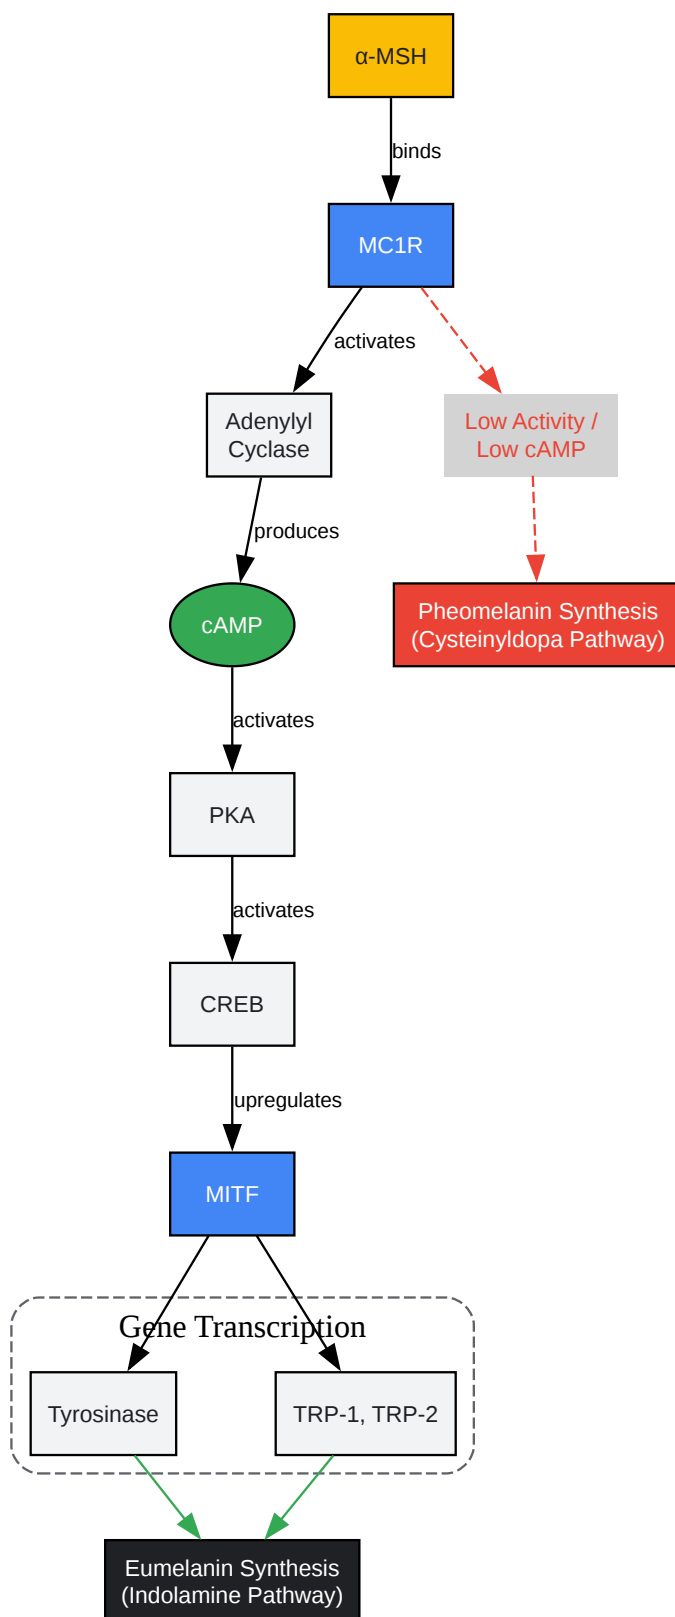 α-MSH
binds
MC1R
activates
Adenylyl
Cyclase
Low Activity /
Low cAMP
produces
cAMP
Pheomelanin Synthesis
(Cysteinyldopa Pathway)
activates
PKA
activates
CREB
upregulates
MITF
Gene Transcription
Tyrosinase
TRP-1, TRP-2
Eumelanin Synthesis
(Indolamine Pathway)